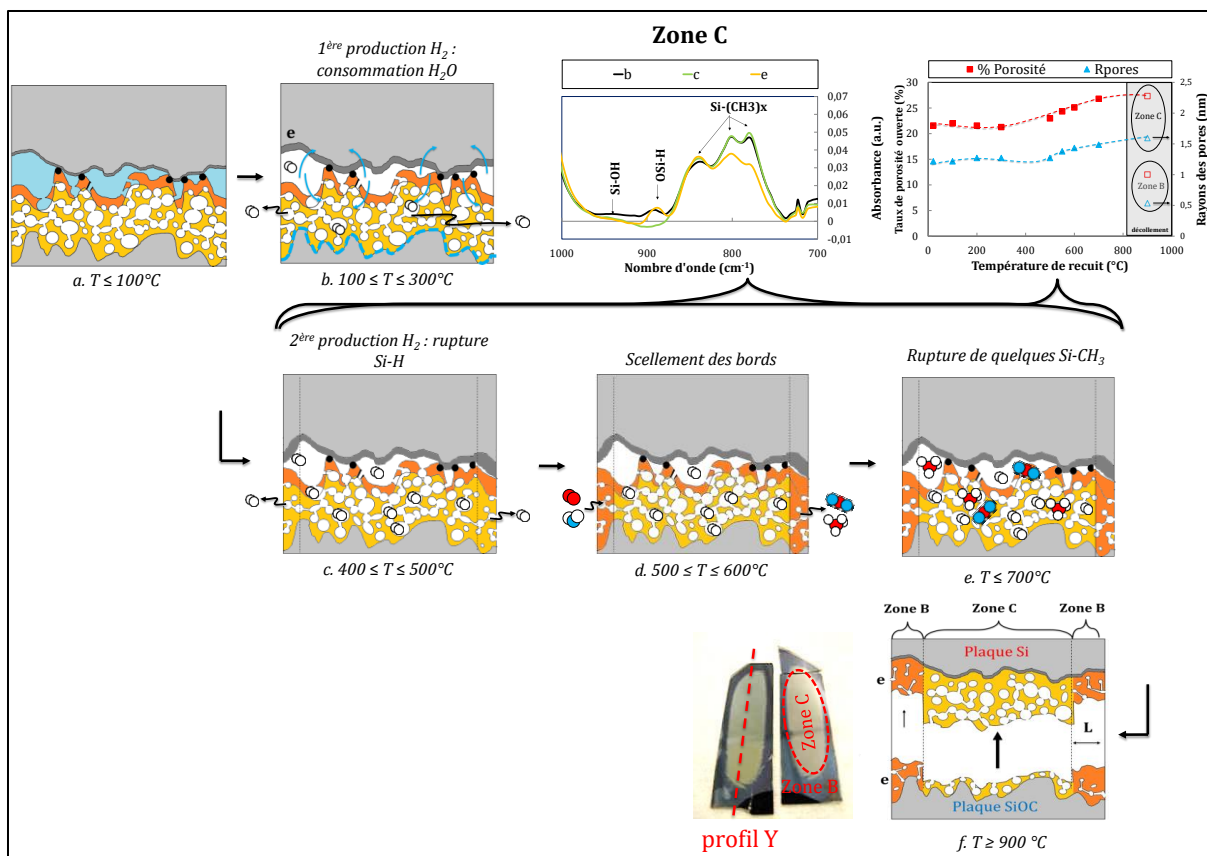 Zone C
1ère production H2 :
consommation H2O
e
a. T ≤ 100°C
b. 100 ≤ T ≤ 300°C
b
c
e
Si-(CH3)x
Si-OH
OSi-H
0,07
0,06
0,05
0,04
0,03
0,02
0,01
0
-0,01
Absorbance (a.u.)
1000
900
800
700
Nombre d'onde (cm-1)
% Porosité
Rpores
Taux de porosité ouverte (%)
30
25
20
15
10
5
0
2,5
2
1,5
1
0,5
0
Rayons des pores (nm)
Zone C
Zone B
décollement
0
200
400
600
800
1000
Température de recuit (°C)
2ère production H2 : rupture
Si-H
Scellement des bords
Rupture de quelques Si-CH3
c. 400 ≤ T ≤ 500°C
d. 500 ≤ T ≤ 600°C
e. T ≤ 700°C
Zone C
Zone B
profil Y
Zone B
Zone C
Zone B
Plaque Si
e
L
e
Plaque SiOC
f. T ≥ 900 °C